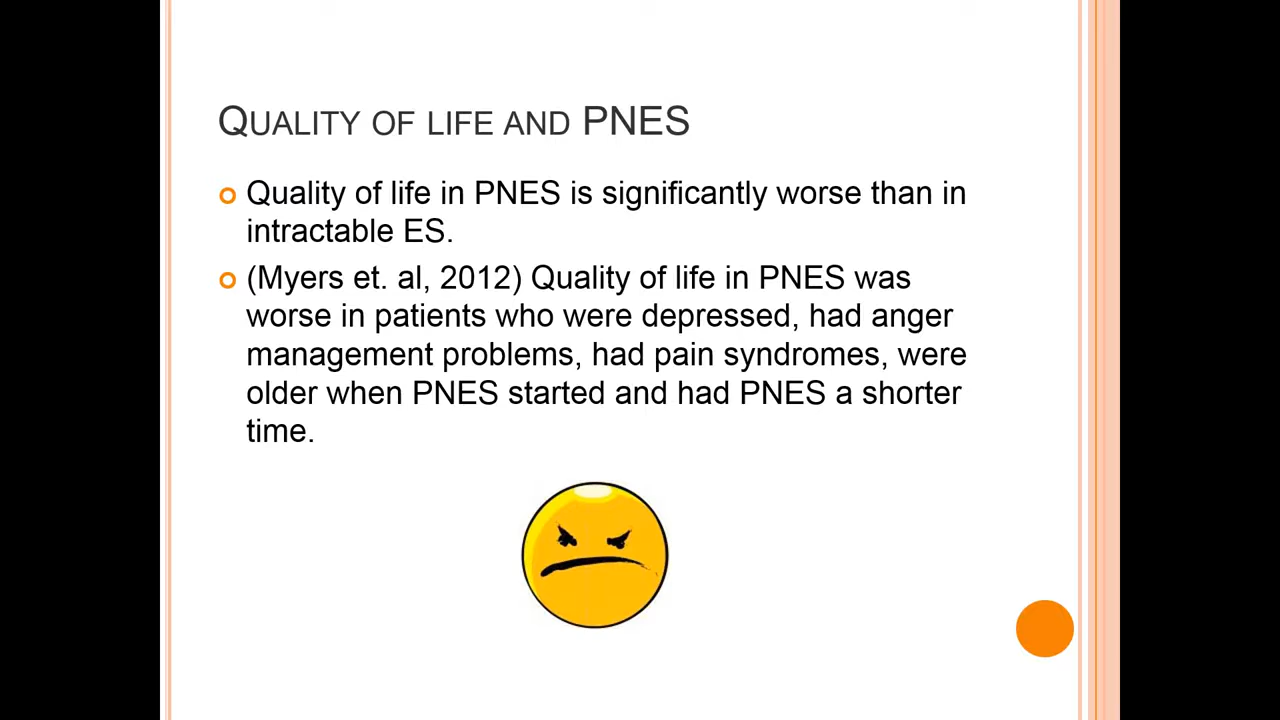 QUALITY OF LIFE AND PNES
Quality of life in PNES is significantly worse than in
intractable ES.
(Myers et. al, 2012) Quality of life in PNES was
worse in patients who were depressed, had anger
management problems, had pain syndromes, were
older when PNES started and had PNES a shorter
time.